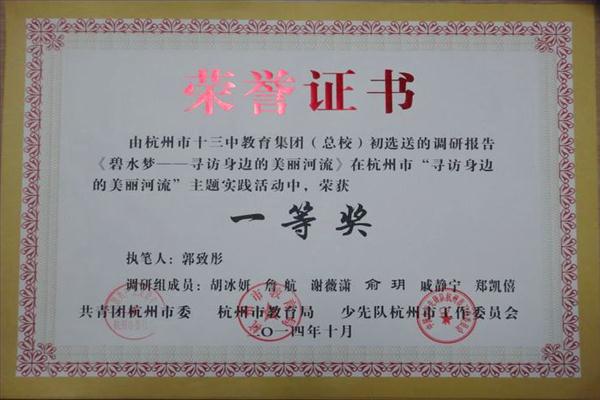 荣誉证书
由杭州市十三中教育集团（总校）初选送的调研报告
《碧水梦——寻访身边的美丽河流》在杭州市“寻访身边
的美丽河流”主题实践活动中，荣获
一等奖
执笔人：郭致彤
调研组成员：胡冰妍 詹航 谢薇潇 俞玥 戚静宁 郑凯僖
共青团杭州市委 杭州市教育局 少先队杭州市工作委员会
二〇一四年十月